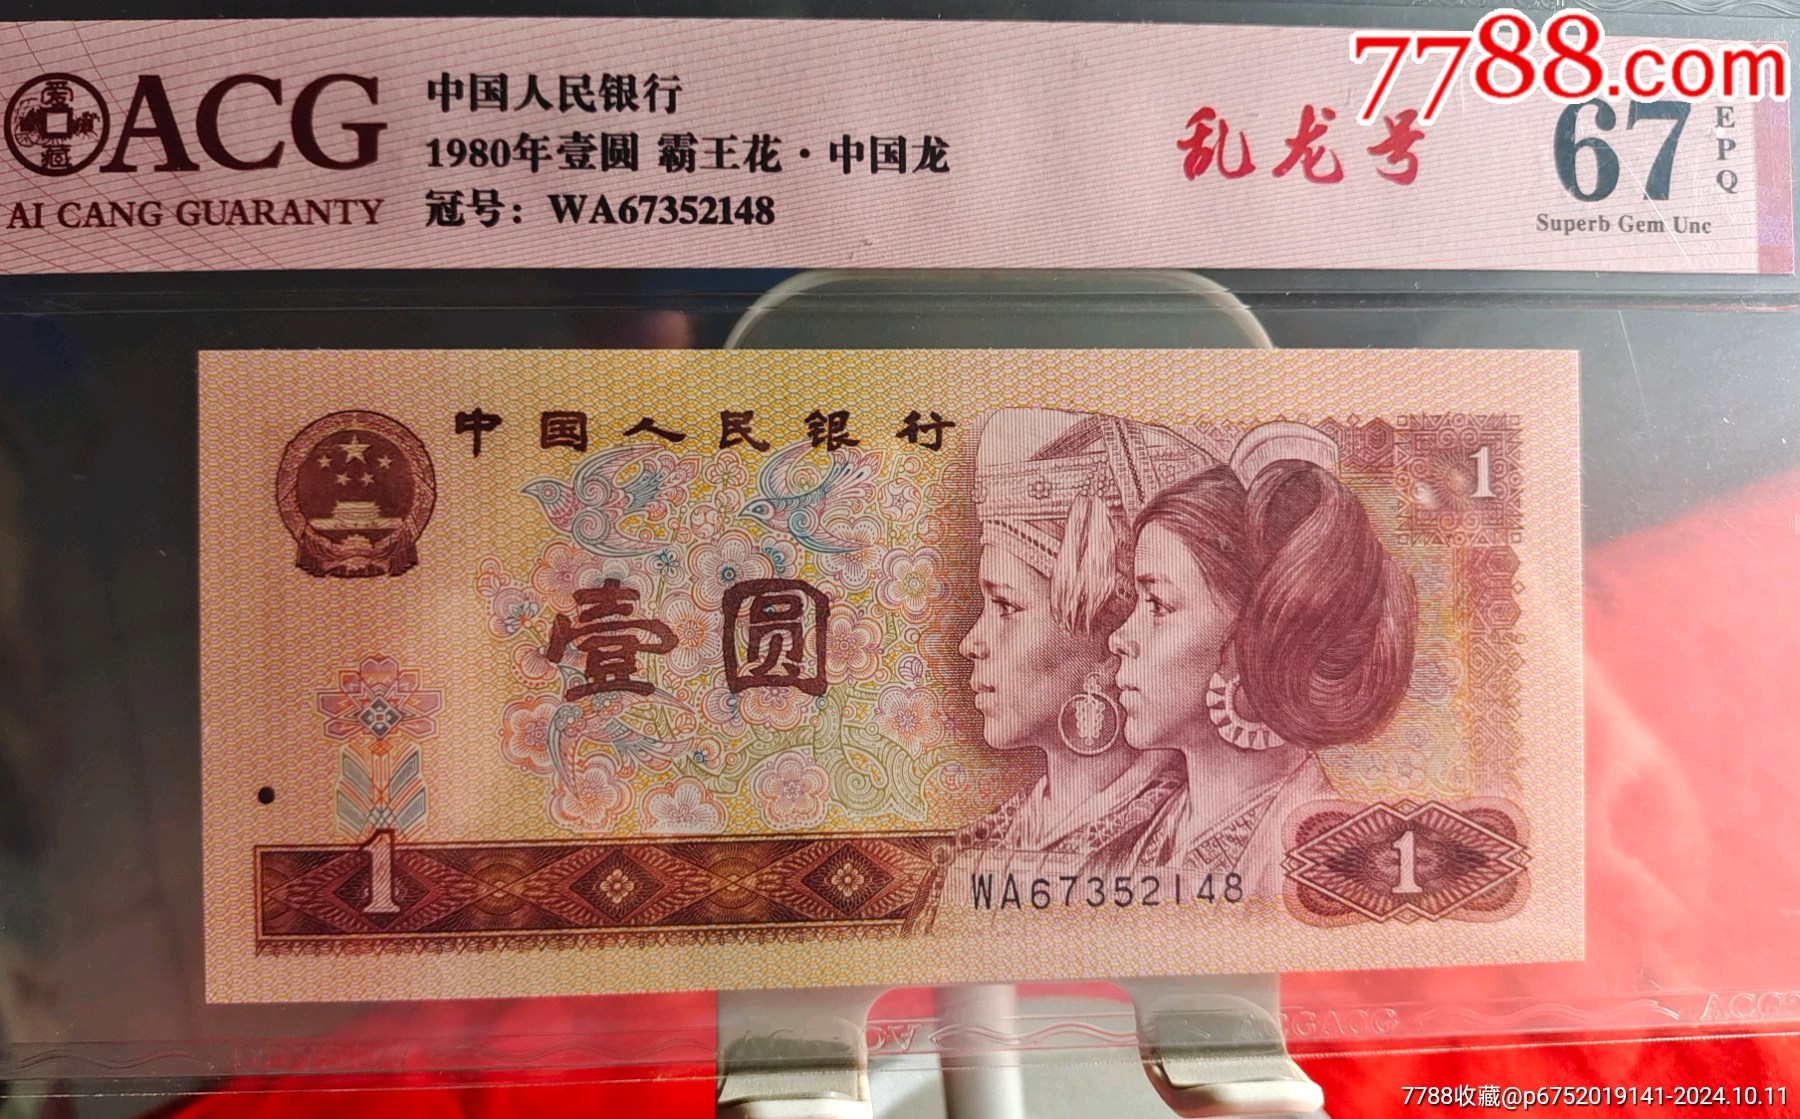 7788.com
爱
藏
ACG
AI CANG GUARANTY
中国人民银行
1980年壹圆 霸王花·中国龙
冠号：WA67352148
乱龙号
67
EPQ
Superb Gem Unc
中国人民银行
1
壹圆
1
WA67352148
1
ACG
7788收藏@p6752019141-2024.10.11